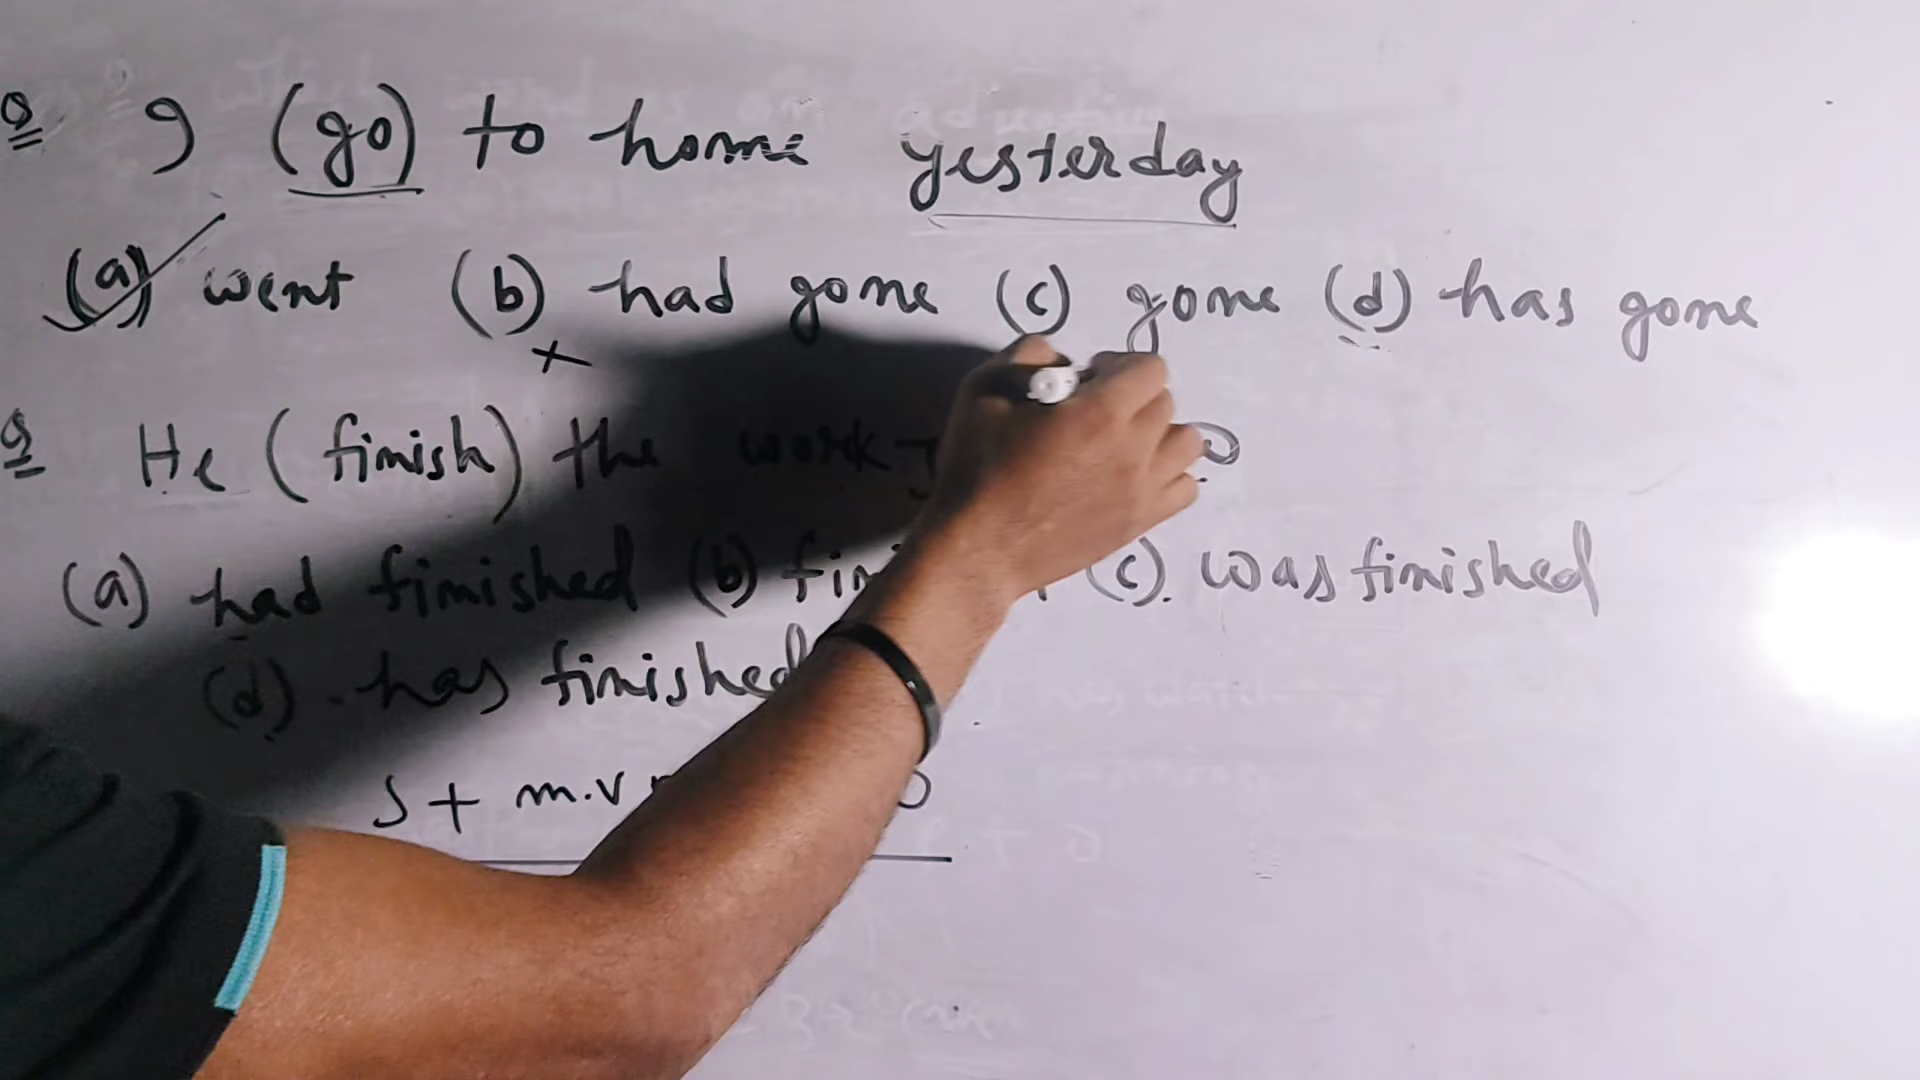 Q I (go) to home yesterday
(a) went (b) had gone (c) gone (d) has gone
Q He (finish) the work
(a) had finished (b) (c). was finished
(d). has finished
S + m.v